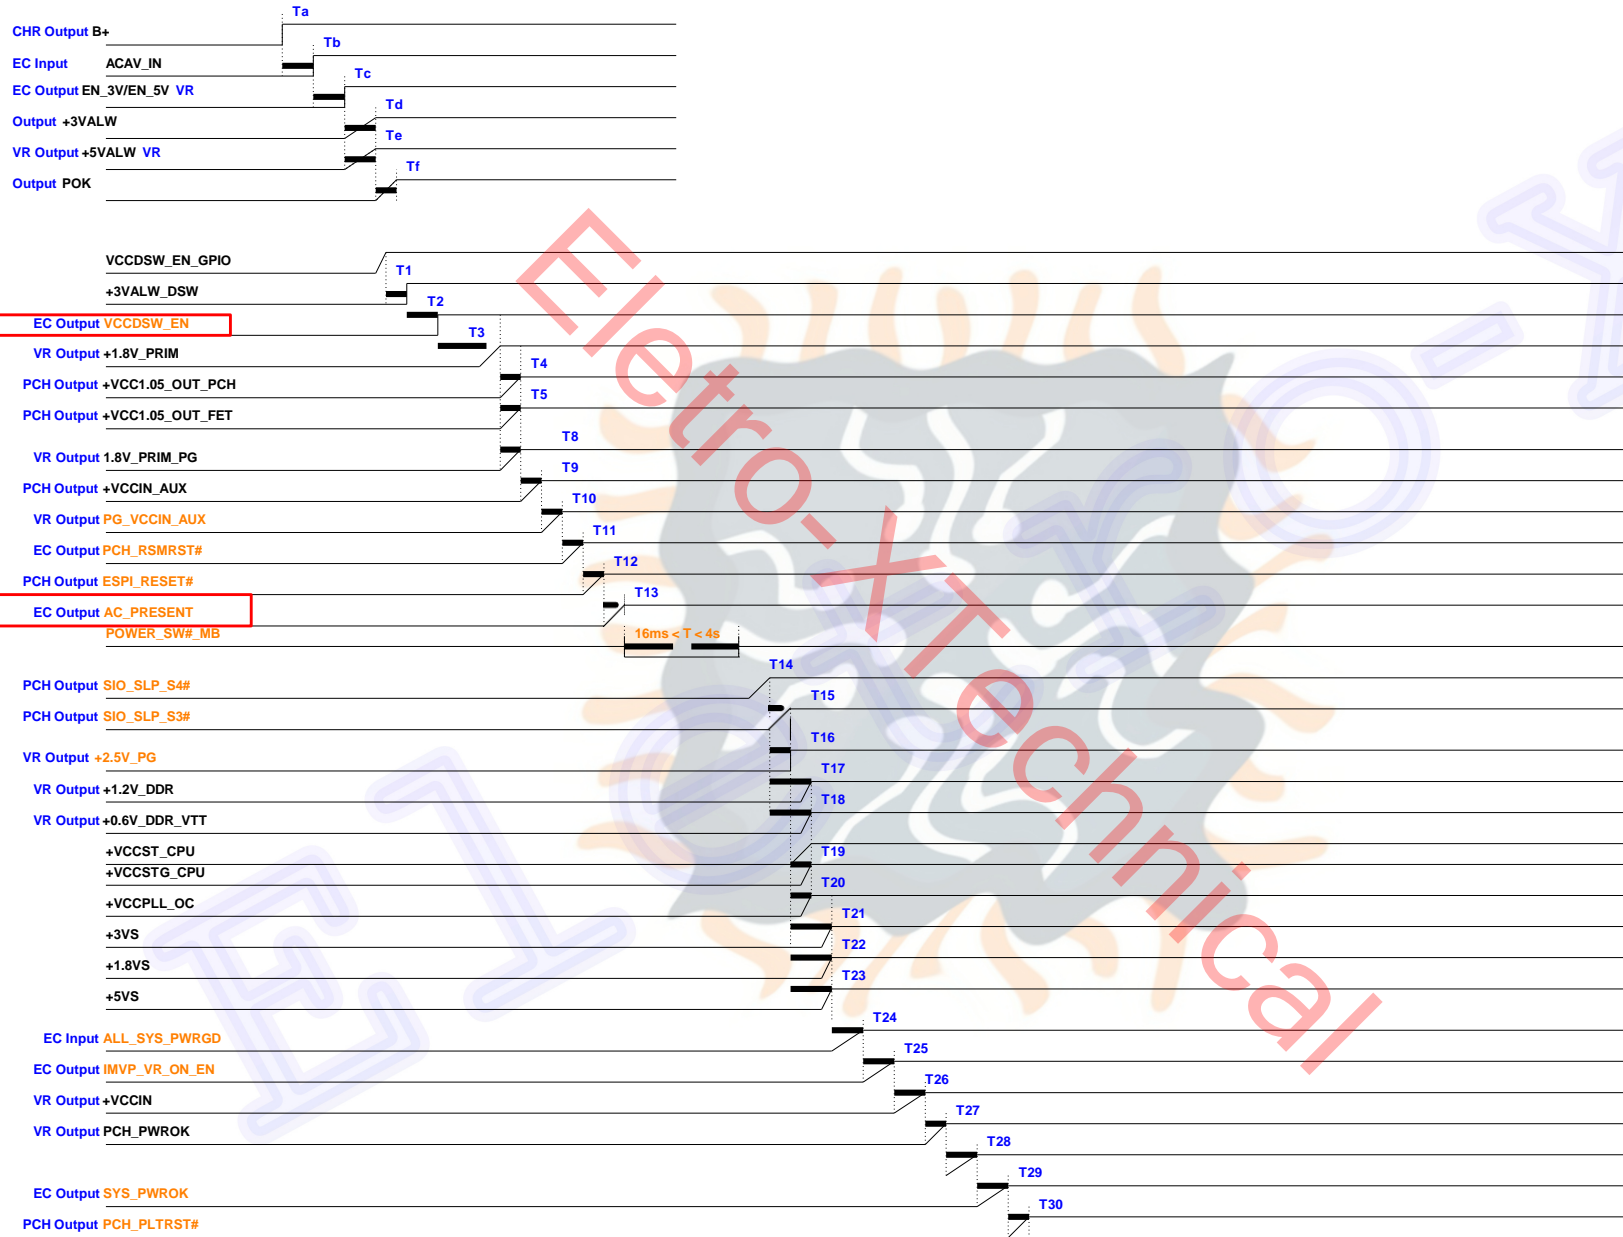 Ta
CHR Output B+
Tb
EC Input ACAV_IN
Tc
EC Output EN_3V/EN_5V VR
Td
Output +3VALW
Te
VR Output +5VALW VR
Tf
Output POK
VCCDSW_EN_GPIO
T1
+3VALW_DSW
T2
EC Output VCCDSW_EN
T3
VR Output +1.8V_PRIM
T4
PCH Output +VCC1.05_OUT_PCH
T5
PCH Output +VCC1.05_OUT_FET
T8
VR Output 1.8V_PRIM_PG
T9
PCH Output +VCCIN_AUX
T10
VR Output PG_VCCIN_AUX
T11
EC Output PCH_RSMRST#
T12
PCH Output ESPI_RESET#
T13
EC Output AC_PRESENT
POWER_SW#_MB
16ms < T < 4s
T14
PCH Output SIO_SLP_S4#
T15
PCH Output SIO_SLP_S3#
T16
VR Output +2.5V_PG
T17
VR Output +1.2V_DDR
T18
VR Output +0.6V_DDR_VTT
+VCCST_CPU
T19
+VCCSTG_CPU
T20
+VCCPLL_OC
T21
+3VS
T22
+1.8VS
T23
+5VS
T24
EC Input ALL_SYS_PWRGD
T25
EC Output IMVP_VR_ON_EN
T26
VR Output +VCCIN
T27
VR Output PCH_PWROK
T28
T29
EC Output SYS_PWROK
T30
PCH Output PCH_PLTRST#
Eletro-XTechnical